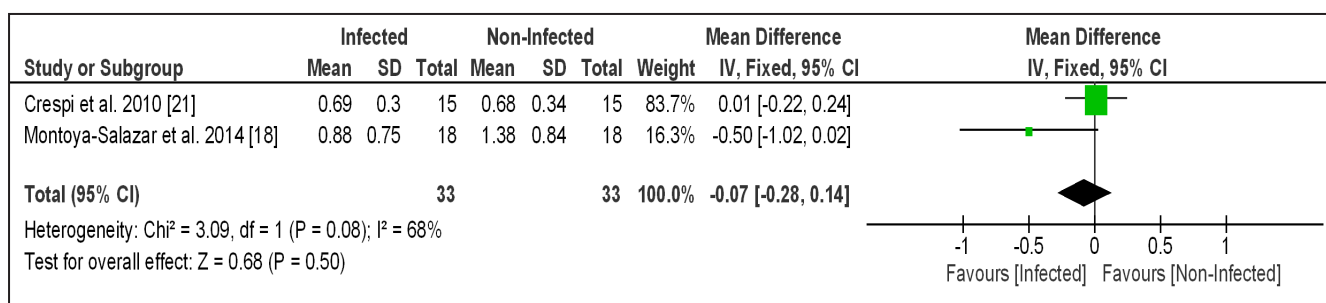 Infected Non-Infected Mean Difference Mean Difference
Study or Subgroup Mean SD Total Mean SD Total Weight IV, Fixed, 95% CI IV, Fixed, 95% CI
Crespi et al. 2010 [21] 0.69 0.3 15 0.68 0.34 15 83.7% 0.01 [-0.22, 0.24]
Montoya-Salazar et al. 2014 [18] 0.88 0.75 18 1.38 0.84 18 16.3% -0.50 [-1.02, 0.02]
Total (95% CI) 33 33 100.0% -0.07 [-0.28, 0.14]
Heterogeneity: Chi² = 3.09, df = 1 (P = 0.08); I² = 68%
Test for overall effect: Z = 0.68 (P = 0.50)
-1 -0.5 0 0.5 1
Favours [Infected] Favours [Non-Infected]